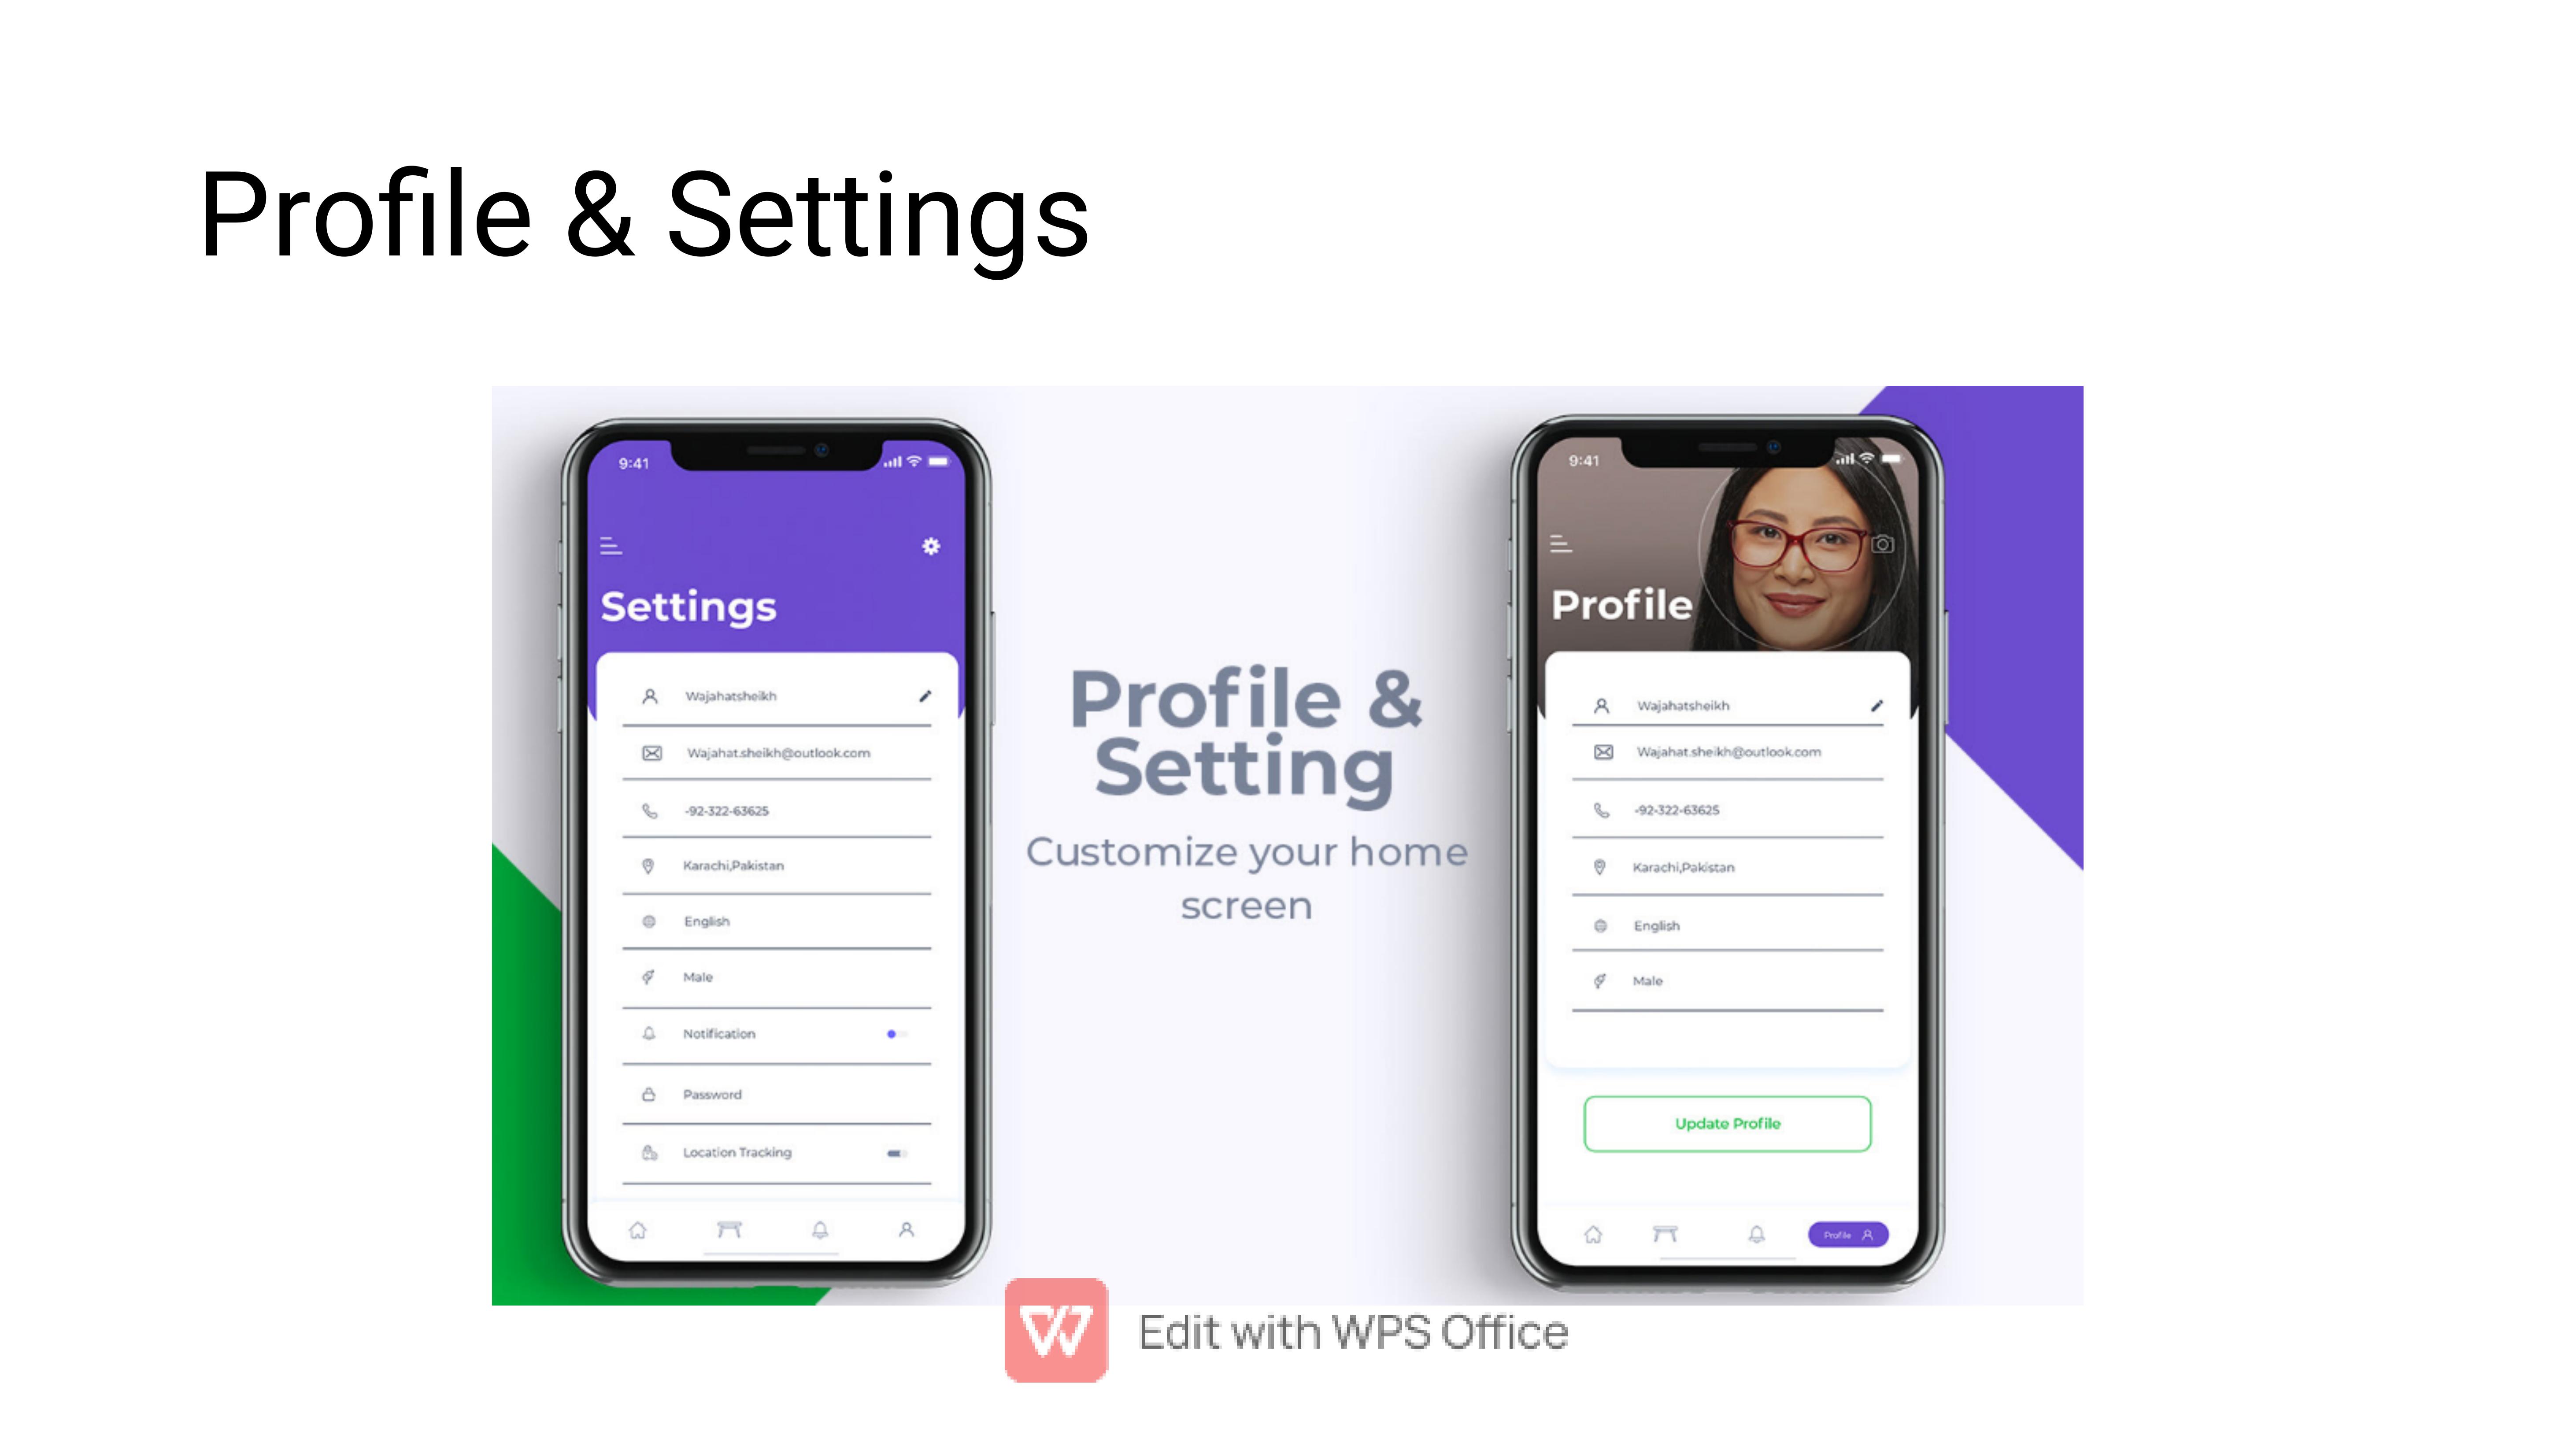 Profile & Settings
9:41
Settings
Wajahatsheikh
Wajahat.sheikh@outlook.com
-92-322-63625
Karachi,Pakistan
English
Male
Notification
Password
Location Tracking
Profile &
Setting
Customize your home
screen
9:41
Profile
Wajahatsheikh
Wajahat.sheikh@outlook.com
-92-322-63625
Karachi,Pakistan
English
Male
Update Profile
Profile
Edit with WPS Office